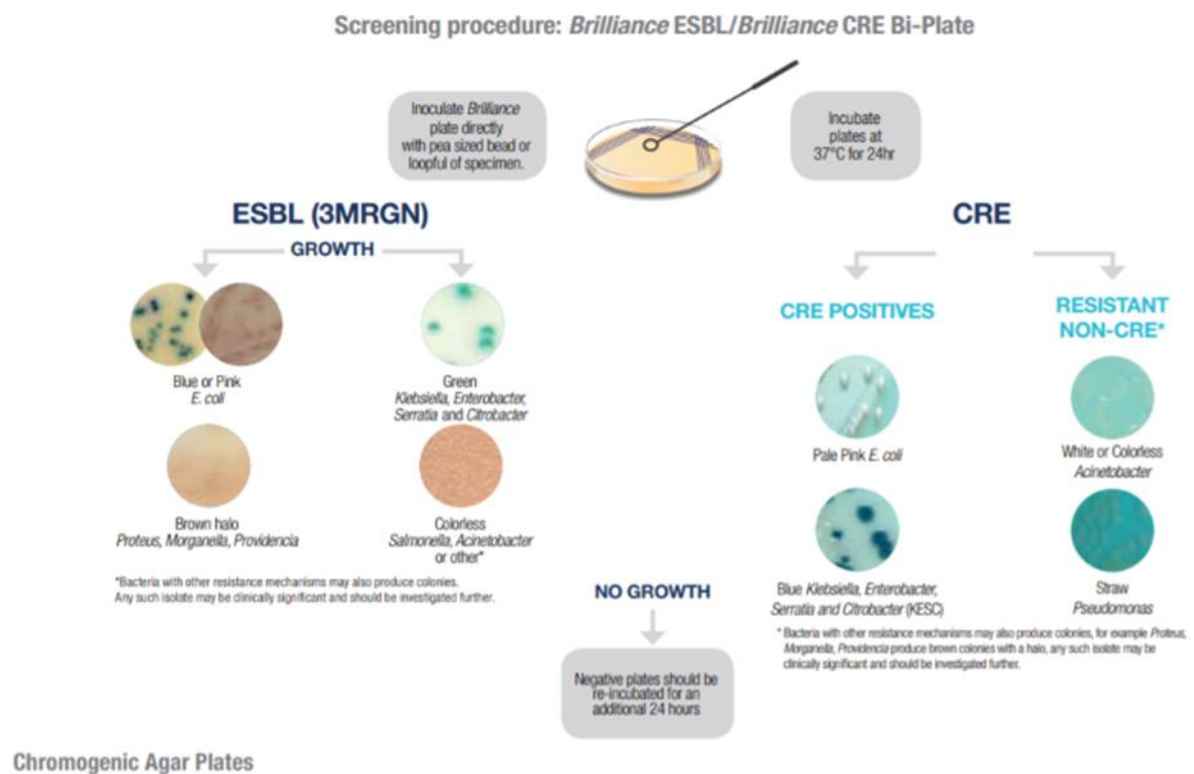 Screening procedure: Brilliance ESBL/Brilliance CRE Bi-Plate
Inoculate Brilliance
plate directly
with pea sized bead or
loopful of specimen.
Incubate
plates at
37°C for 24hr
ESBL (3MRGN)
GROWTH
Blue or Pink
E. coli
Green
Klebsiella, Enterobacter,
Serratia and Citrobacter
Brown halo
Proteus, Morganella, Providencia
Colorless
Salmonella, Acinetobacter
or other*
*Bacteria with other resistance mechanisms may also produce colonies.
Any such isolate may be clinically significant and should be investigated further.
NO GROWTH
Negative plates should be
re-incubated for an
additional 24 hours
CRE
CRE POSITIVES
Pale Pink E. coli
Blue Klebsiella, Enterobacter,
Serratia and Citrobacter (KESC)
RESISTANT
NON-CRE*
White or Colorless
Acinetobacter
Straw
Pseudomonas
* Bacteria with other resistance mechanisms may also produce colonies, for example Proteus,
Morganella, Providencia produce brown colonies with a halo, any such isolate may be
clinically significant and should be investigated further.
Chromogenic Agar Plates